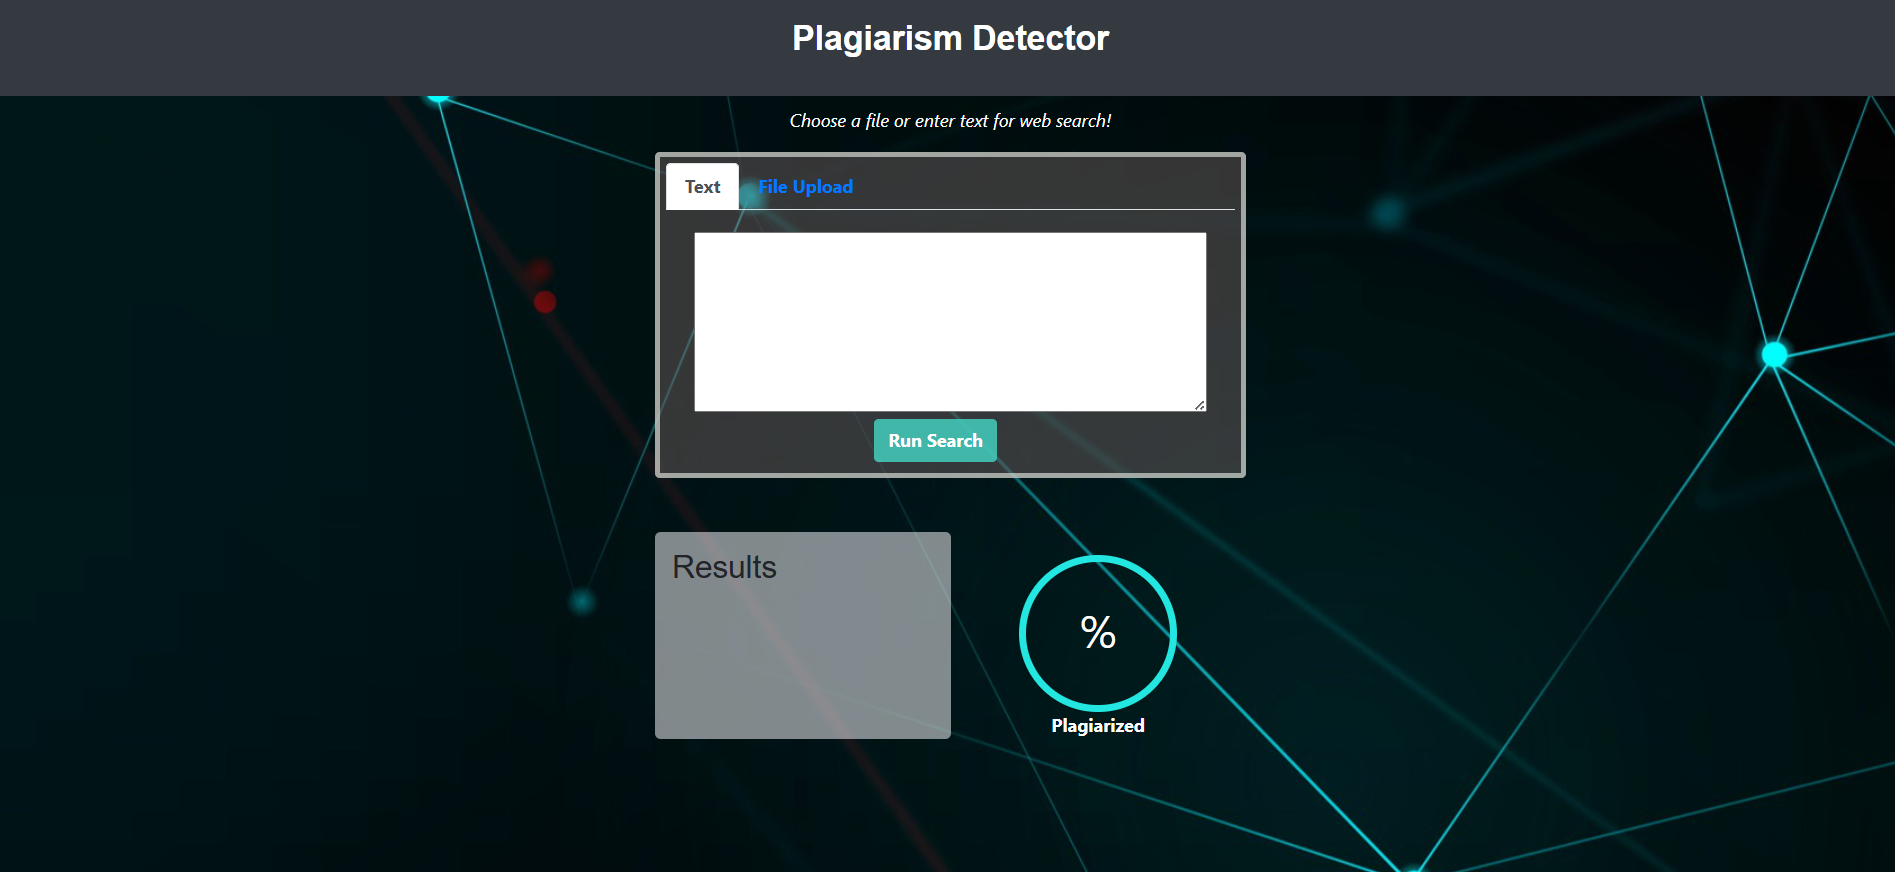 Plagiarism Detector
Choose a file or enter text for web search!
Text File Upload
Run Search
Results
%
Plagiarized